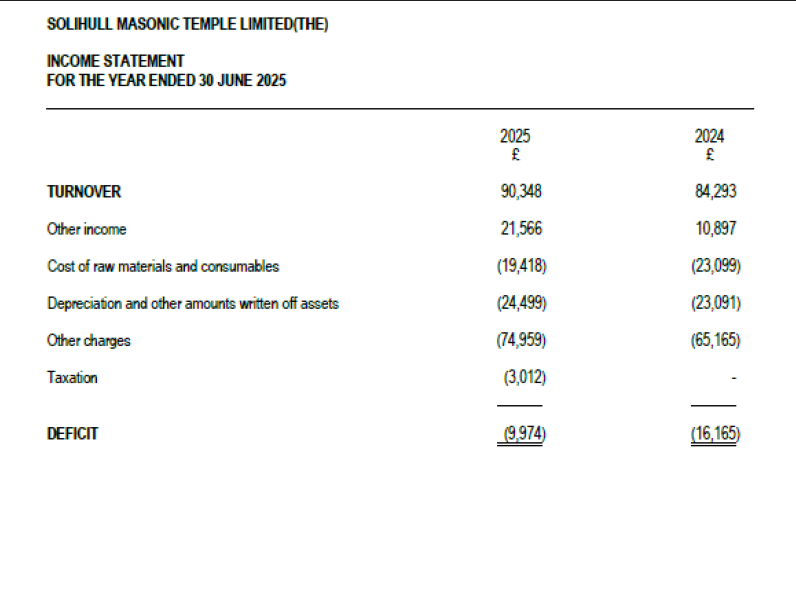 SOLIHULL MASONIC TEMPLE LIMITED(THE)
INCOME STATEMENT
FOR THE YEAR ENDED 30 JUNE 2025
2025 2024
£ £
TURNOVER 90,348 84,293
Other income 21,566 10,897
Cost of raw materials and consumables (19,418) (23,099)
Depreciation and other amounts written off assets (24,499) (23,091)
Other charges (74,959) (65,165)
Taxation (3,012) -
DEFICIT (9,974) (16,165)